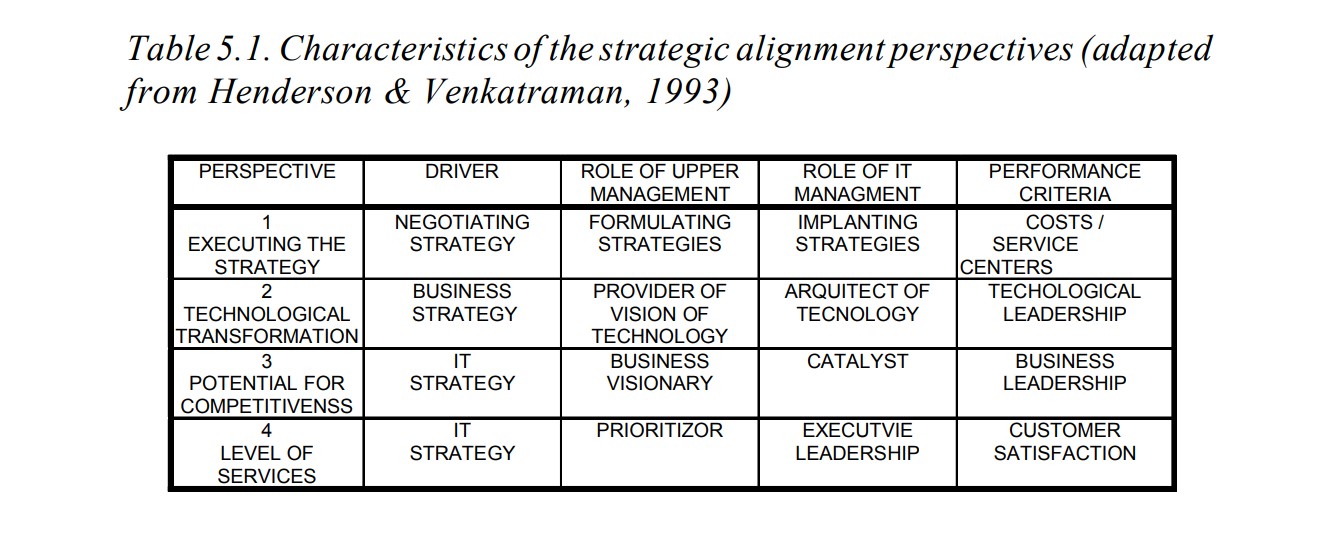 Table 5.1. Characteristics of the strategic alignment perspectives (adapted
from Henderson & Venkatraman, 1993)
PERSPECTIVE DRIVER ROLE OF UPPER MANAGEMENT ROLE OF IT MANAGMENT PERFORMANCE CRITERIA
1 EXECUTING THE STRATEGY NEGOTIATING STRATEGY FORMULATING STRATEGIES IMPLANTING STRATEGIES COSTS / SERVICE CENTERS
2 TECHNOLOGICAL TRANSFORMATION BUSINESS STRATEGY PROVIDER OF VISION OF TECHNOLOGY ARQUITECT OF TECNOLOGY TECHOLOGICAL LEADERSHIP
3 POTENTIAL FOR COMPETITIVENSS IT STRATEGY BUSINESS VISIONARY CATALYST BUSINESS LEADERSHIP
4 LEVEL OF SERVICES IT STRATEGY PRIORITIZOR EXECUTVIE LEADERSHIP CUSTOMER SATISFACTION